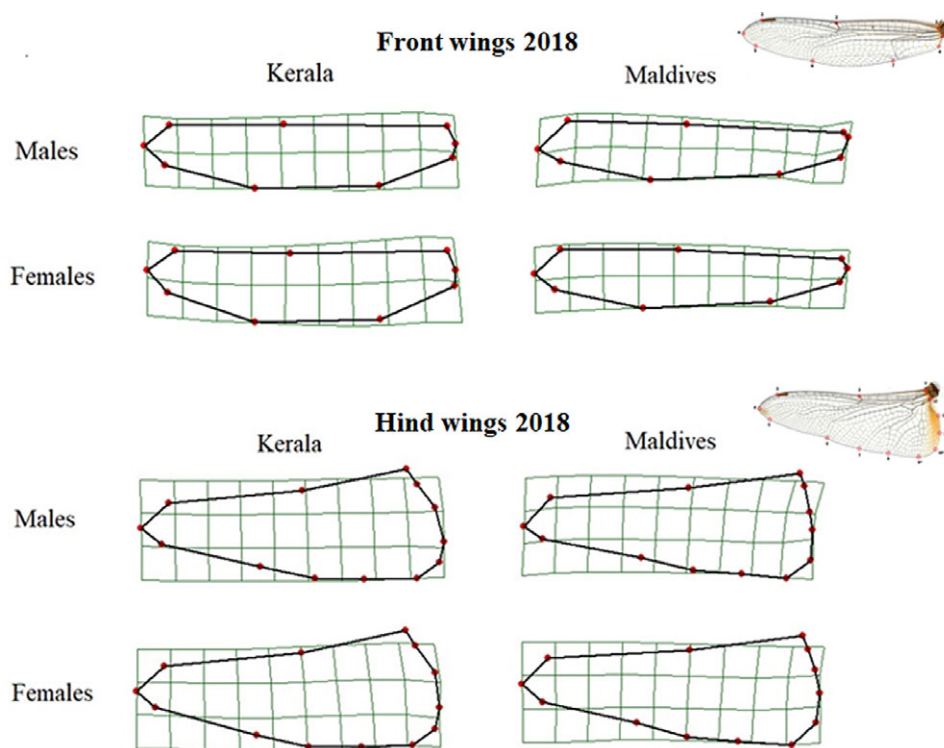 Front wings 2018
Kerala
Maldives
Males
Females
Hind wings 2018
Kerala
Maldives
Males
Females